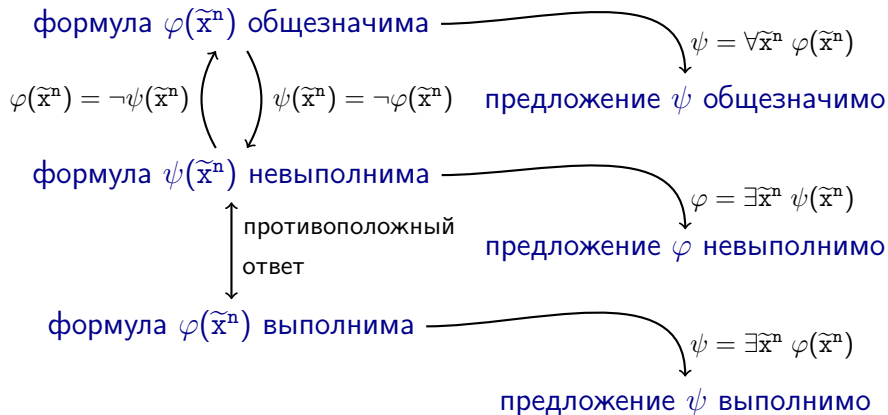 формула φ(x̃ⁿ) общезначима
ψ = ∀x̃ⁿ φ(x̃ⁿ)
φ(x̃ⁿ) = ¬ψ(x̃ⁿ)
ψ(x̃ⁿ) = ¬φ(x̃ⁿ)
предложение ψ общезначимо
формула ψ(x̃ⁿ) невыполнима
φ = ∃x̃ⁿ ψ(x̃ⁿ)
противоположный
ответ
предложение φ невыполнимо
формула φ(x̃ⁿ) выполнима
ψ = ∃x̃ⁿ φ(x̃ⁿ)
предложение ψ выполнимо